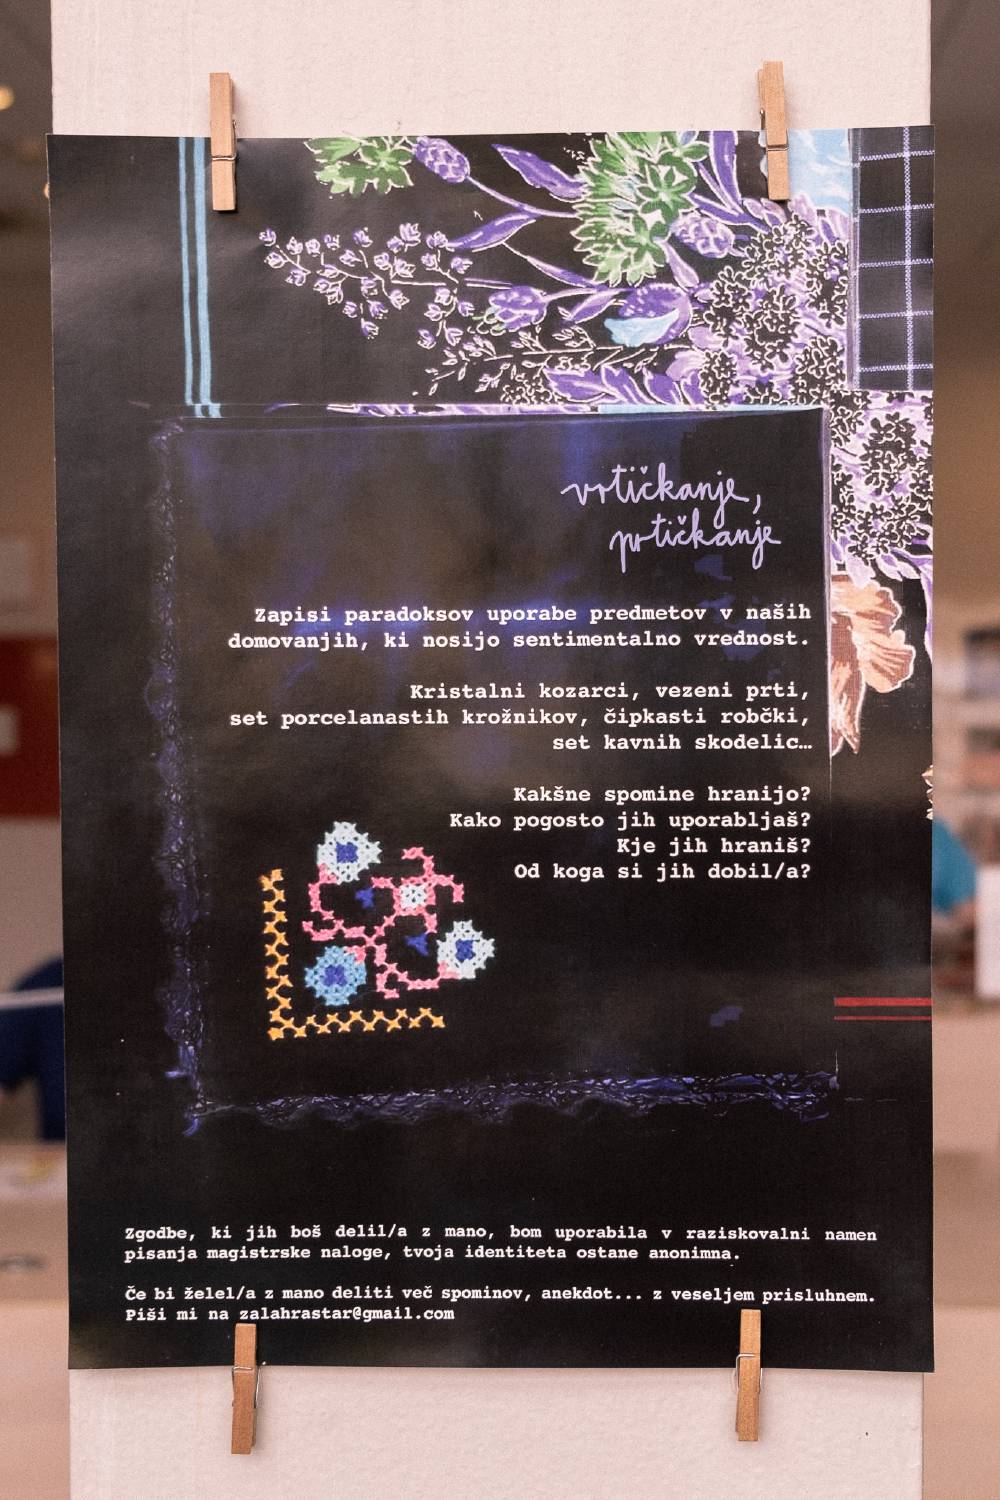 vrtičkanje,
prtičkanje
Zapisi paradoksov uporabe predmetov v naših
domovanjih, ki nosijo sentimentalno vrednost.
Kristalni kozarci, vezeni prti,
set porcelanastih krožnikov, čipkasti robčki,
set kavnih skodelic…
Kakšne spomine hranijo?
Kako pogosto jih uporabljaš?
Kje jih hraniš?
Od koga si jih dobil/a?
Zgodbe, ki jih boš delil/a z mano, bom uporabila v raziskovalni namen
pisanja magistrske naloge, tvoja identiteta ostane anonimna.
Če bi želel/a z mano deliti več spominov, anekdot... z veseljem prisluhnem.
Piši mi na zalahrastar@gmail.com